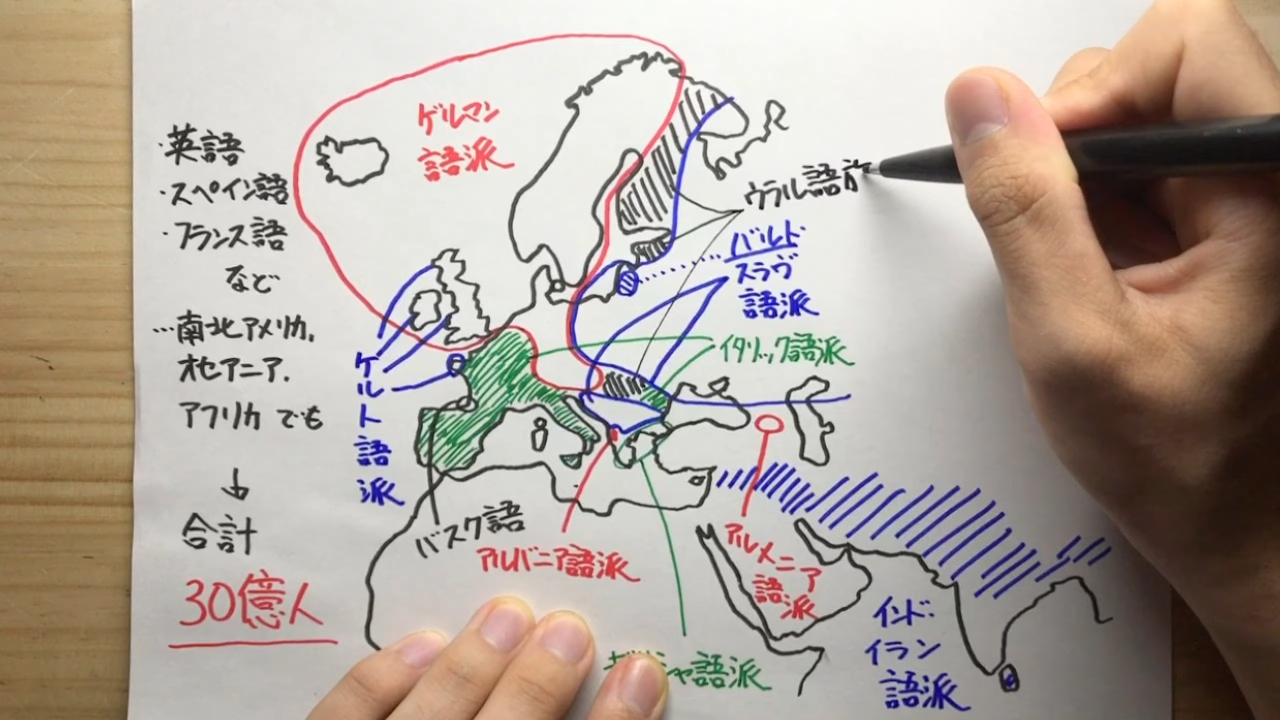 ・英語
・スペイン語
・フランス語
など
…南北アメリカ、
オセアニア、
アフリカでも
↓
合計
30億人
ゲルマン
語派
ケルト語派
バスク語
アルバニア語派
ウラル語
バルト
スラヴ
語派
イタリック語派
アルメニア
語派
インド・
イラン
語派
シャ語派